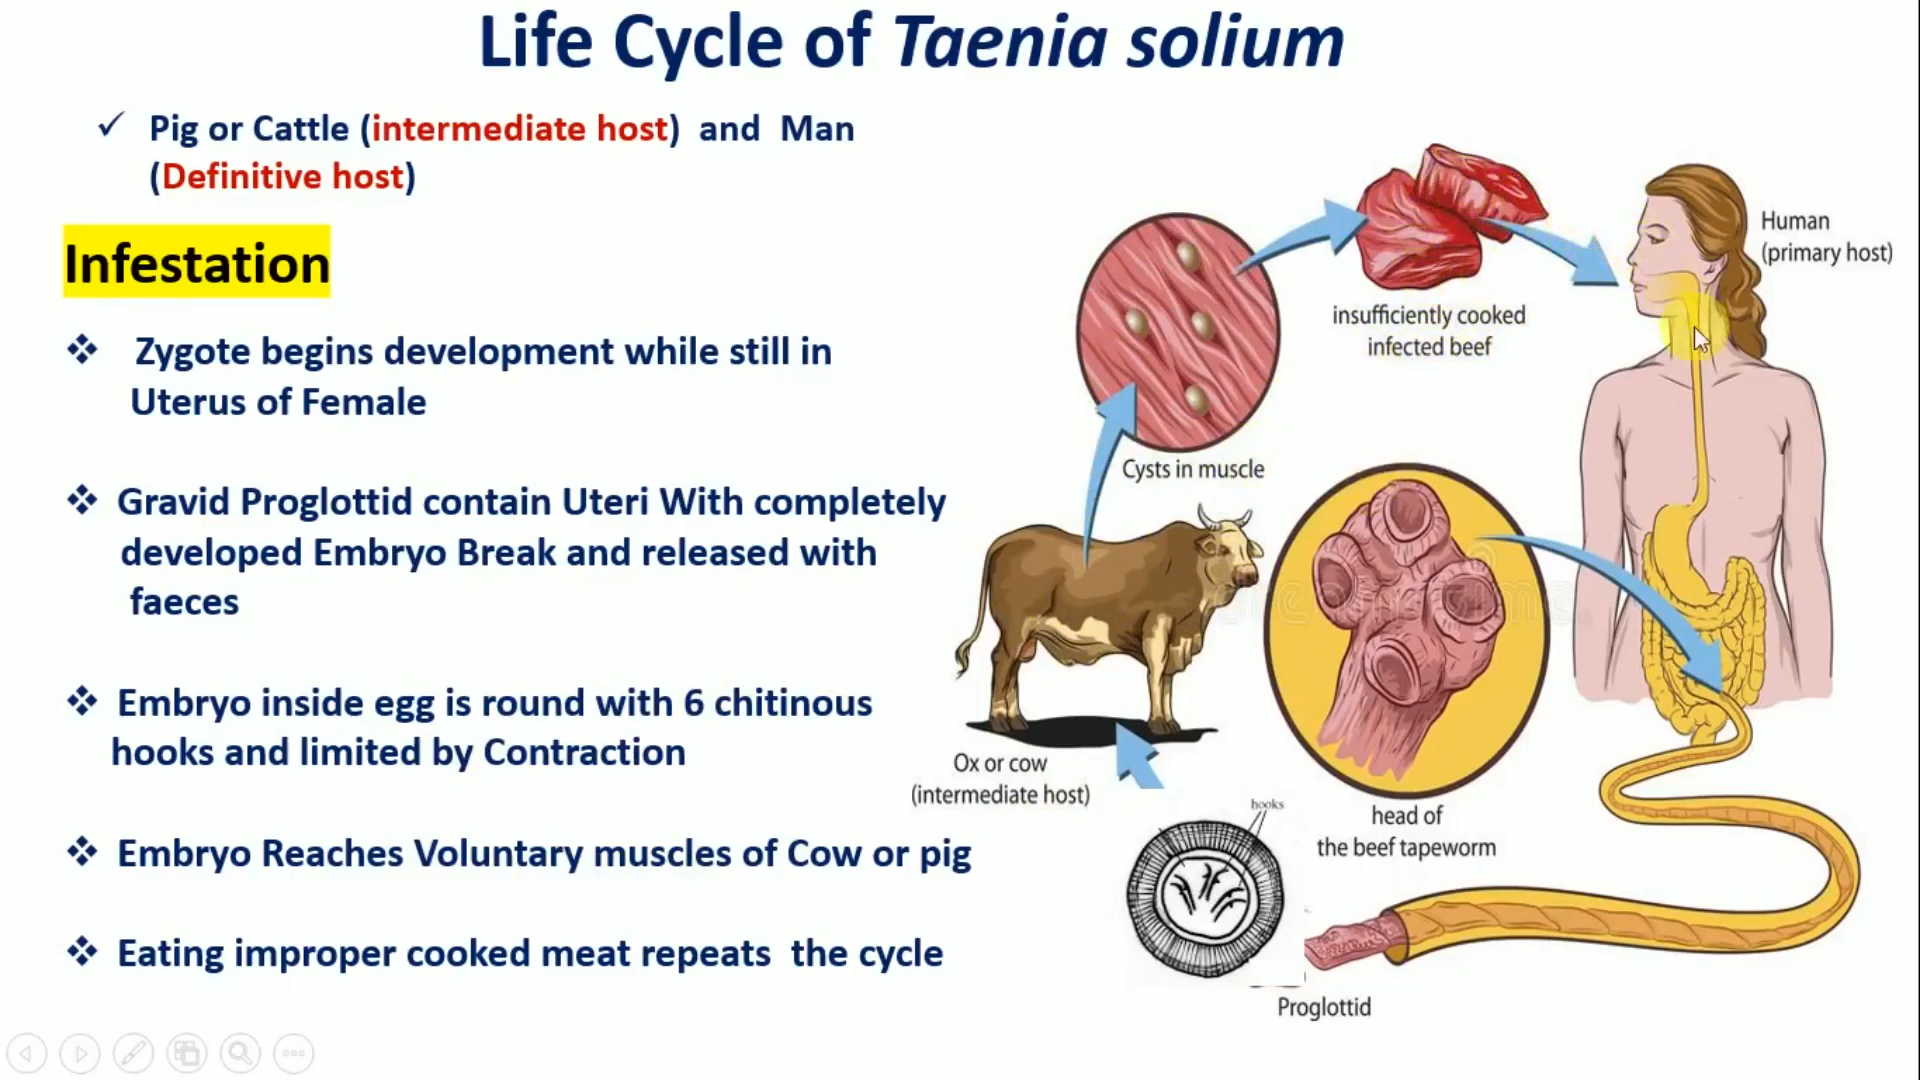 Life Cycle of Taenia solium
✓ Pig or Cattle (intermediate host) and Man
(Definitive host)
Infestation
❖ Zygote begins development while still in
Uterus of Female
❖ Gravid Proglottid contain Uteri With completely
developed Embryo Break and released with
faeces
❖ Embryo inside egg is round with 6 chitinous
hooks and limited by Contraction
❖ Embryo Reaches Voluntary muscles of Cow or pig
❖ Eating improper cooked meat repeats the cycle
Human
(primary host)
insufficiently cooked
infected beef
Cysts in muscle
Ox or cow
(intermediate host)
hooks
head of
the beef tapeworm
Proglottid